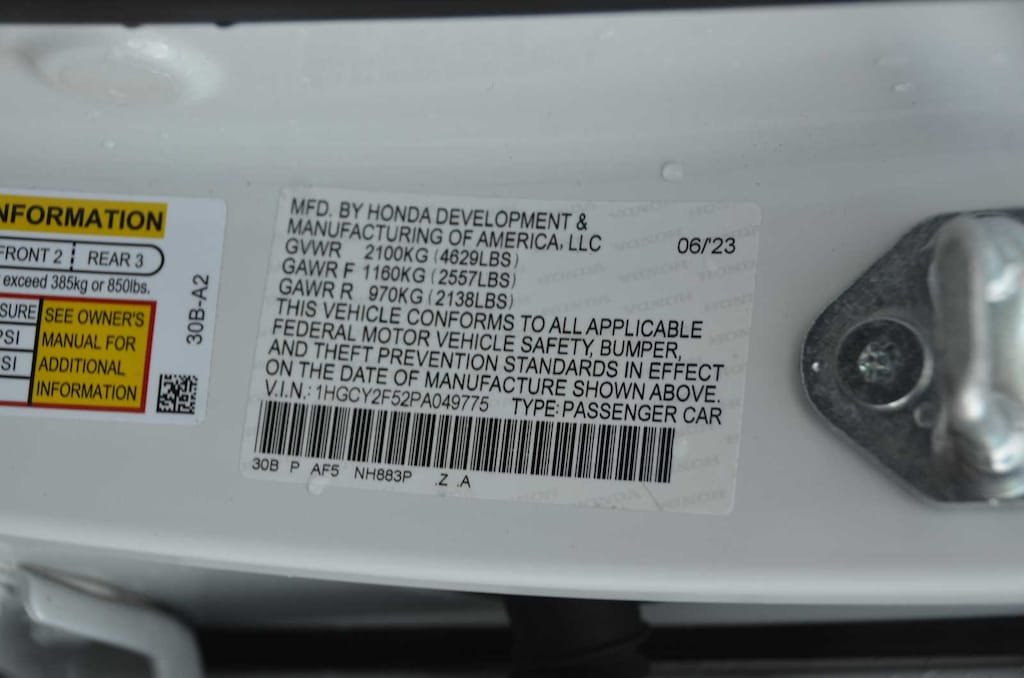 NFORMATION
FRONT 2 REAR 3
exceed 385kg or 850lbs.
SURE
PSI
PSI
SEE OWNER'S
MANUAL FOR
ADDITIONAL
INFORMATION
30B-A2
MFD. BY HONDA DEVELOPMENT &
MANUFACTURING OF AMERICA, LLC 06/'23
GVWR 2100KG (4629LBS)
GAWR F 1160KG (2557LBS)
GAWR R 970KG (2138LBS)
THIS VEHICLE CONFORMS TO ALL APPLICABLE
FEDERAL MOTOR VEHICLE SAFETY, BUMPER,
AND THEFT PREVENTION STANDARDS IN EFFECT
ON THE DATE OF MANUFACTURE SHOWN ABOVE.
V.I.N.: 1HGCY2F52PA049775 TYPE: PASSENGER CAR
30B P AF5 NH883P .Z .A